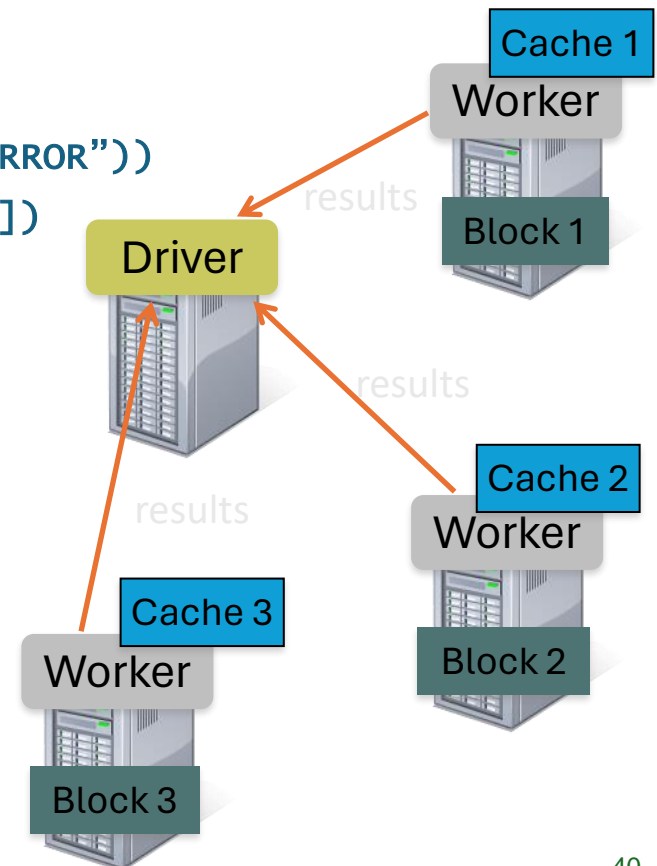 Cache 1
Worker
RROR”))
results
])
Block 1
Driver
results
Cache 2
results
Worker
Cache 3
Block 2
Worker
Block 3